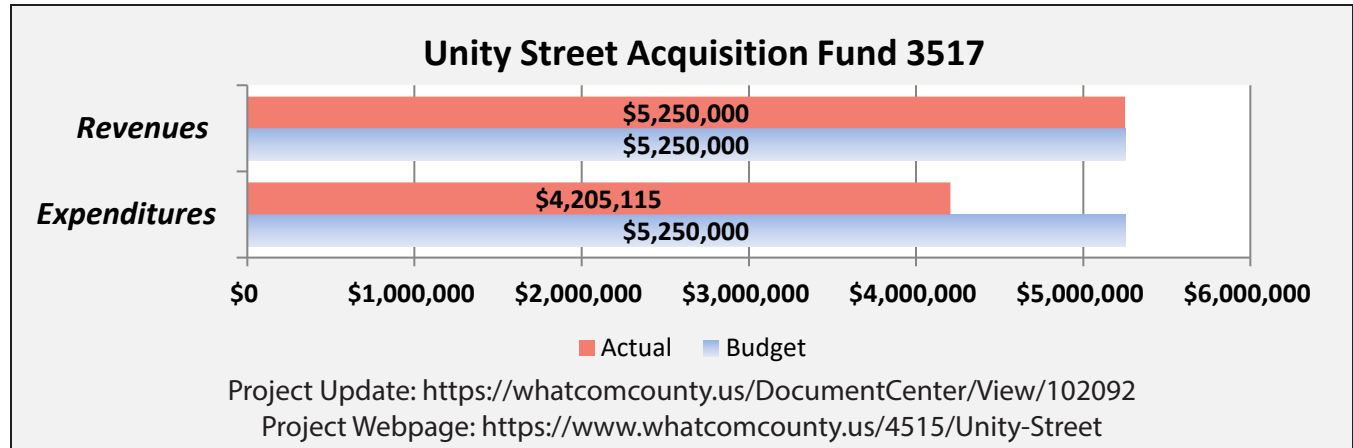 Unity Street Acquisition Fund 3517
Revenues
$5,250,000
$5,250,000
Expenditures
$4,205,115
$5,250,000
$0 $1,000,000 $2,000,000 $3,000,000 $4,000,000 $5,000,000 $6,000,000
Actual Budget
Project Update: https://whatcomcounty.us/DocumentCenter/View/102092
Project Webpage: https://www.whatcomcounty.us/4515/Unity-Street